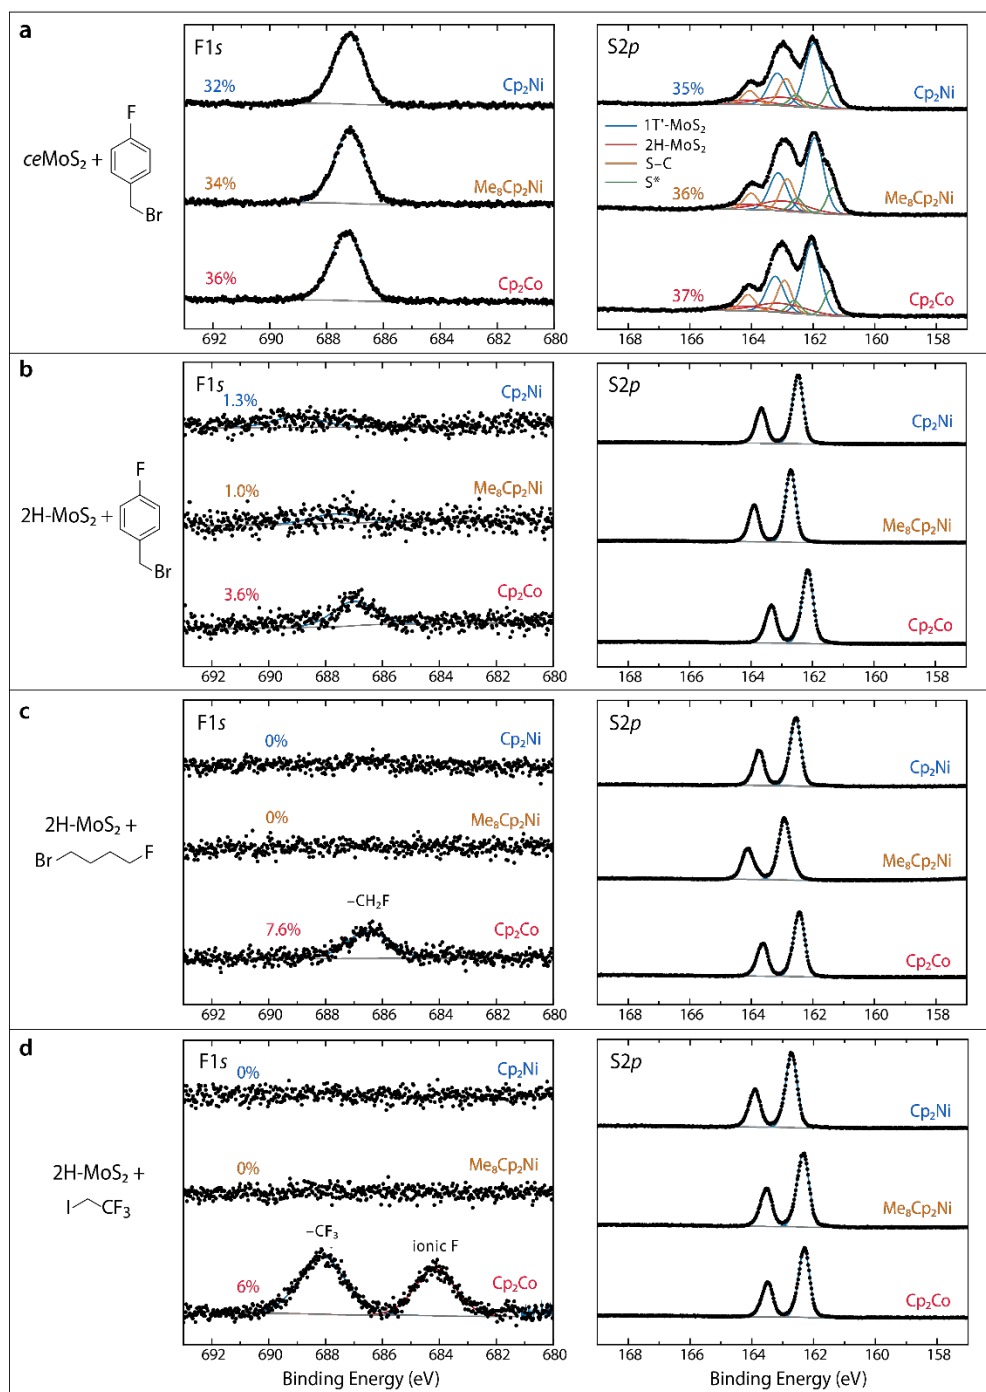 a
F1s
32%
Cp₂Ni
34%
Me₈Cp₂Ni
36%
Cp₂Co
692 690 688 686 684 682 680
S2p
35%
Cp₂Ni
1T'-MoS₂
2H-MoS₂
S–C
S*
36%
Me₈Cp₂Ni
37%
Cp₂Co
168 166 164 162 160 158
ceMoS₂ +
F
Br
b
F1s
1.3%
Cp₂Ni
1.0%
Me₈Cp₂Ni
3.6%
Cp₂Co
692 690 688 686 684 682 680
S2p
Cp₂Ni
Me₈Cp₂Ni
Cp₂Co
168 166 164 162 160 158
2H-MoS₂ +
F
Br
c
F1s
0%
Cp₂Ni
0%
Me₈Cp₂Ni
–CH₂F
7.6%
Cp₂Co
692 690 688 686 684 682 680
S2p
Cp₂Ni
Me₈Cp₂Ni
Cp₂Co
168 166 164 162 160 158
2H-MoS₂ +
Br F
d
F1s
0%
Cp₂Ni
0%
Me₈Cp₂Ni
–CF₃
ionic F
6%
Cp₂Co
692 690 688 686 684 682 680
Binding Energy (eV)
S2p
Cp₂Ni
Me₈Cp₂Ni
Cp₂Co
168 166 164 162 160 158
Binding Energy (eV)
2H-MoS₂ +
I CF₃